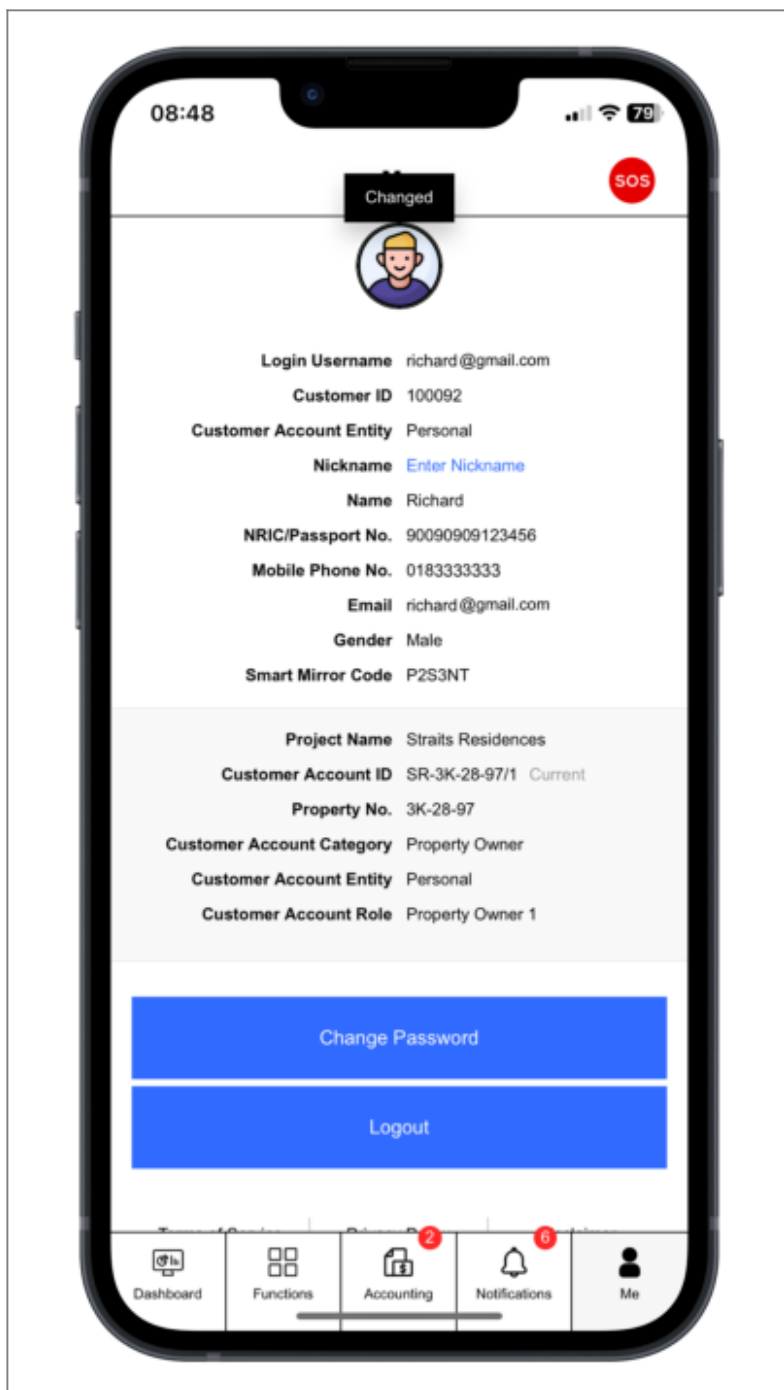 08:48
79
SOS
Changed
Login Username richard@gmail.com
Customer ID 100092
Customer Account Entity Personal
Nickname Enter Nickname
Name Richard
NRIC/Passport No. 90090909123456
Mobile Phone No. 0183333333
Email richard@gmail.com
Gender Male
Smart Mirror Code P2S3NT
Project Name Straits Residences
Customer Account ID SR-3K-28-97/1 Current
Property No. 3K-28-97
Customer Account Category Property Owner
Customer Account Entity Personal
Customer Account Role Property Owner 1
Change Password
Logout
Terms of Service
2
6
Dashboard Functions Accounting Notifications Me